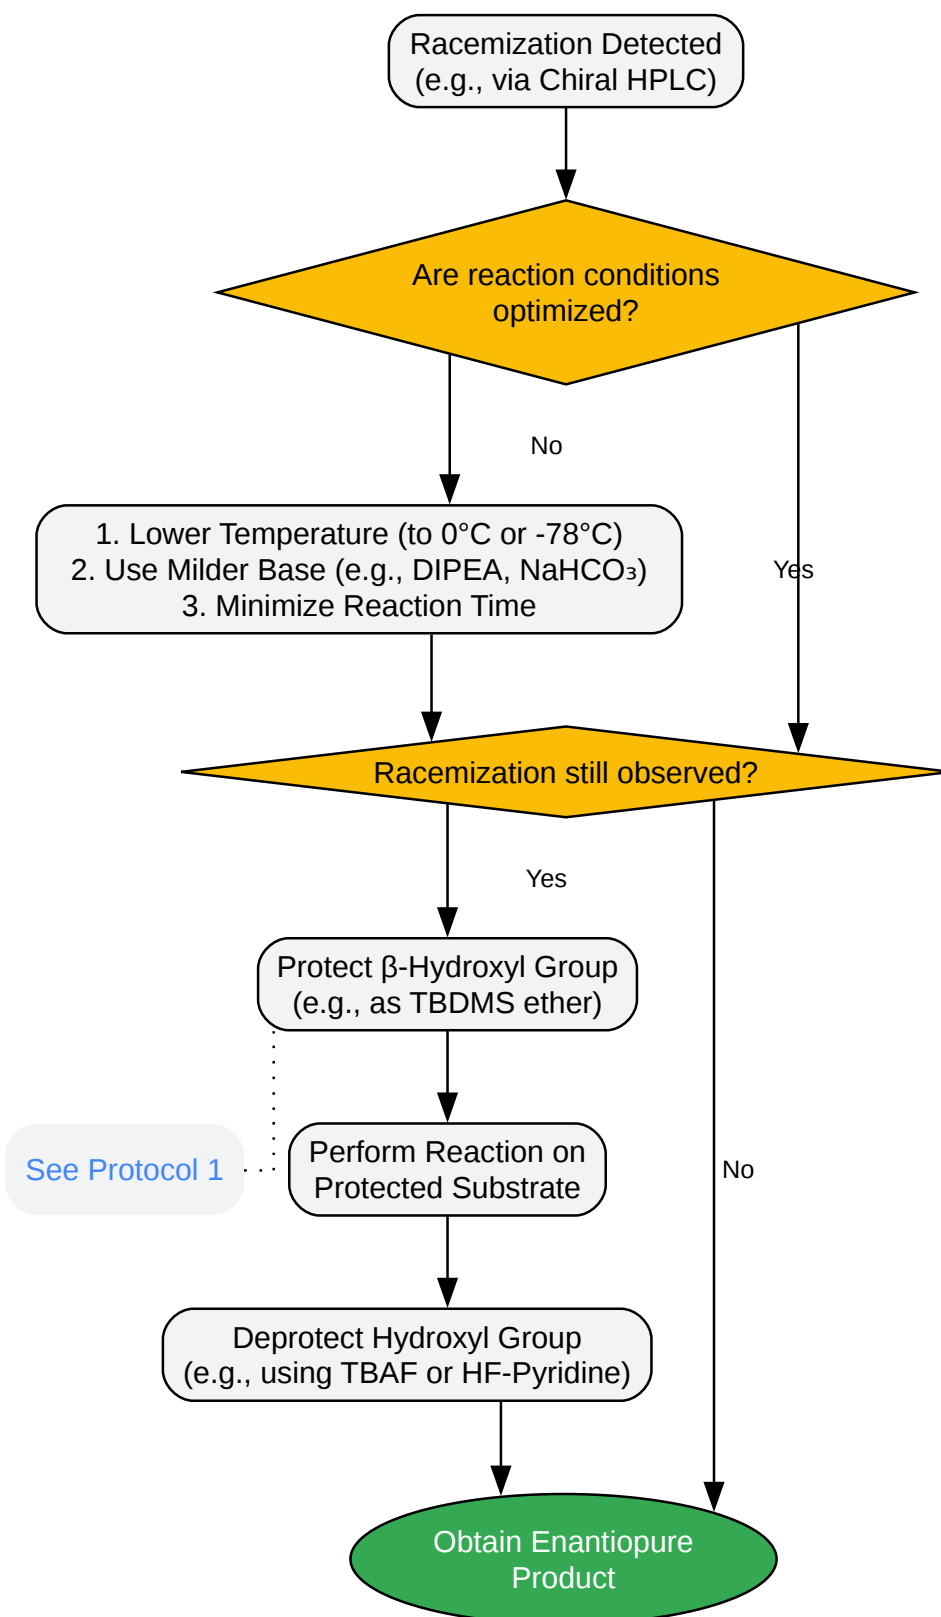 Racemization Detected
(e.g., via Chiral HPLC)
Are reaction conditions
optimized?
No
1. Lower Temperature (to 0°C or -78°C)
2. Use Milder Base (e.g., DIPEA, NaHCO₃)
3. Minimize Reaction Time
Yes
Racemization still observed?
Yes
Protect β-Hydroxyl Group
(e.g., as TBDMS ether)
See Protocol 1
Perform Reaction on
Protected Substrate
No
Deprotect Hydroxyl Group
(e.g., using TBAF or HF-Pyridine)
Obtain Enantiopure
Product